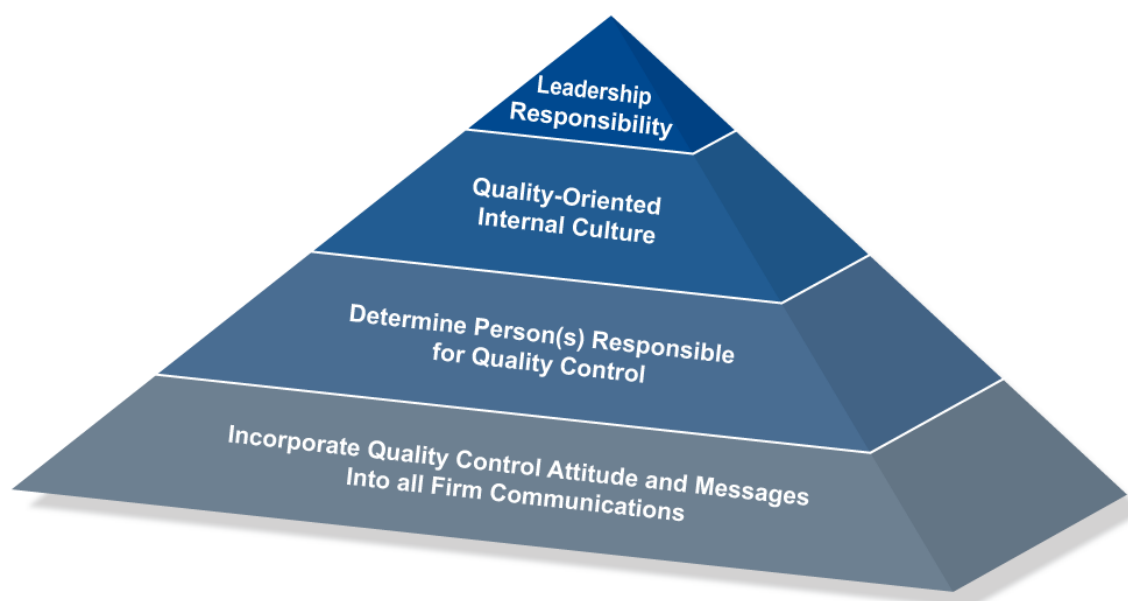 Leadership
Responsibility
Quality-Oriented
Internal Culture
Determine Person(s) Responsible
for Quality Control
Incorporate Quality Control Attitude and Messages
Into all Firm Communications